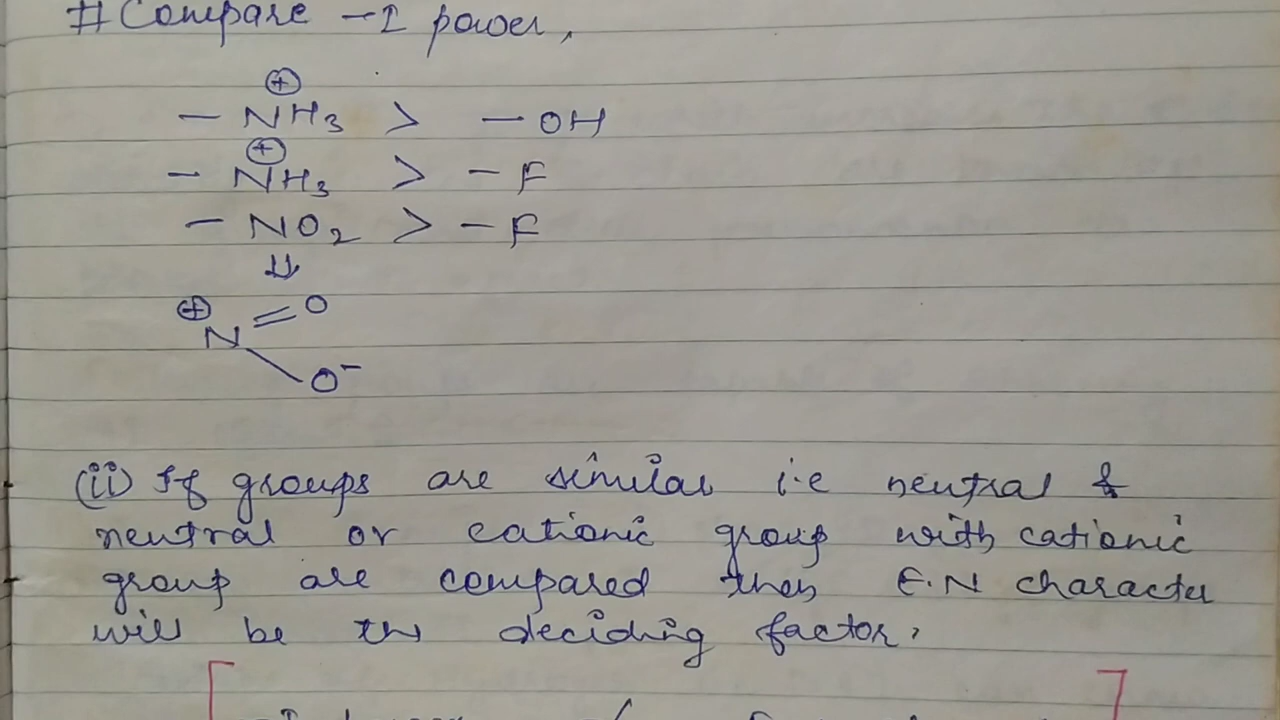 # Compare -I power,
⊕
- NH₃ > - OH
⊕
- NH₃ > - F
- NO₂ > - F
⇓
⊕ N = O
O⁻
(ii) If groups are similar i.e neutral &
neutral or cationic group with cationic
group are compared then E.N character
will be the deciding factor.